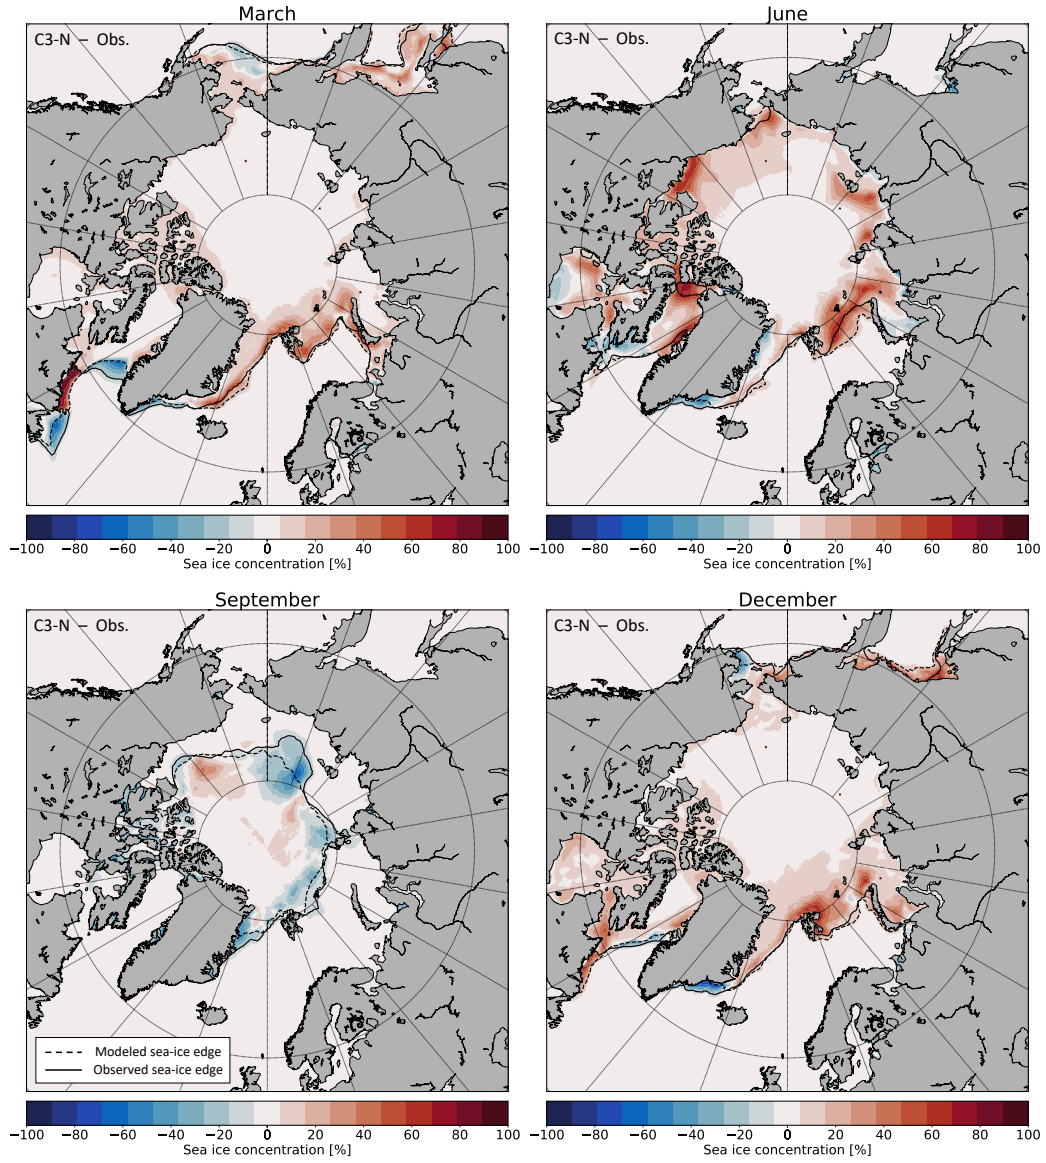 March
C3-N − Obs.
−100 −80 −60 −40 −20 0 20 40 60 80 100
Sea ice concentration [%]
June
C3-N − Obs.
−100 −80 −60 −40 −20 0 20 40 60 80 100
Sea ice concentration [%]
September
C3-N − Obs.
Modeled sea-ice edge
Observed sea-ice edge
−100 −80 −60 −40 −20 0 20 40 60 80 100
Sea ice concentration [%]
December
C3-N − Obs.
−100 −80 −60 −40 −20 0 20 40 60 80 100
Sea ice concentration [%]